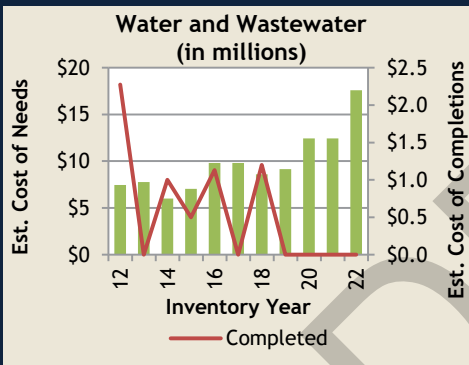 Water and Wastewater
(in millions)
Est. Cost of Needs
$20
$15
$10
$5
$0
$2.5
$2.0
$1.5
$1.0
$0.5
$0.0
Est. Cost of Completions
12
14
16
18
20
22
Inventory Year
Completed